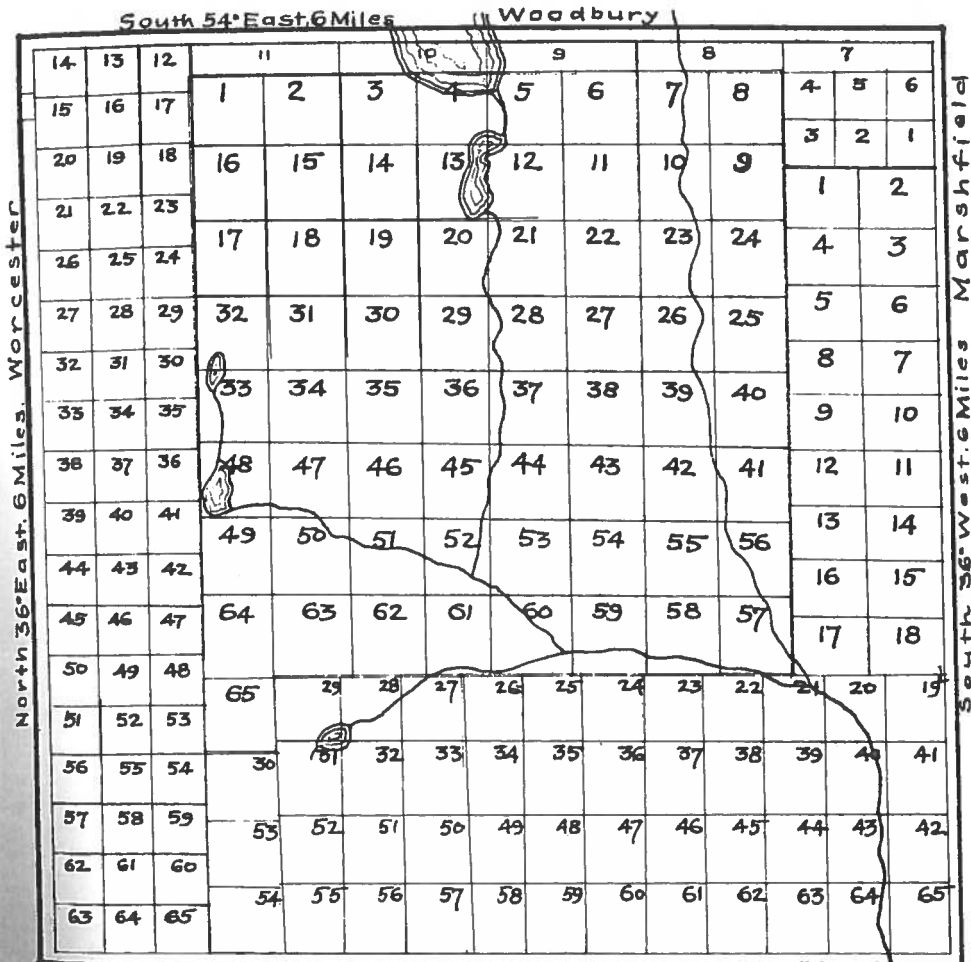 South 54° East, 6 Miles Woodbury
North 36° East. 6 Miles. Worcester
South 36° West. 6 Miles Marshfield
14 13 12 11 10 9 8 7
1 2 3 4 5 6 7 8 4 5 6
15 16 17
3 2 1
20 19 18 16 15 14 13 12 11 10 9
1 2
21 22 23
17 18 19 20 21 22 23 24 4 3
26 25 24
27 28 29 32 31 30 29 28 27 26 25 5 6
32 31 30 8 7
33 34 35 36 37 38 39 40
33 34 35 9 10
38 37 36 48 47 46 45 44 43 42 41 12 11
39 40 41 13 14
49 50 51 52 53 54 55 56
44 43 42 16 15
45 46 47 64 63 62 61 60 59 58 57
17 18
50 49 48
65 29 28 27 26 25 24 23 22 21 20 19
51 52 53
56 55 54 30 31 32 33 34 35 36 37 38 39 40 41
57 58 59 53 52 51 50 49 48 47 46 45 44 43 42
62 61 60
54 55 56 57 58 59 60 61 62 63 64 65
63 64 65